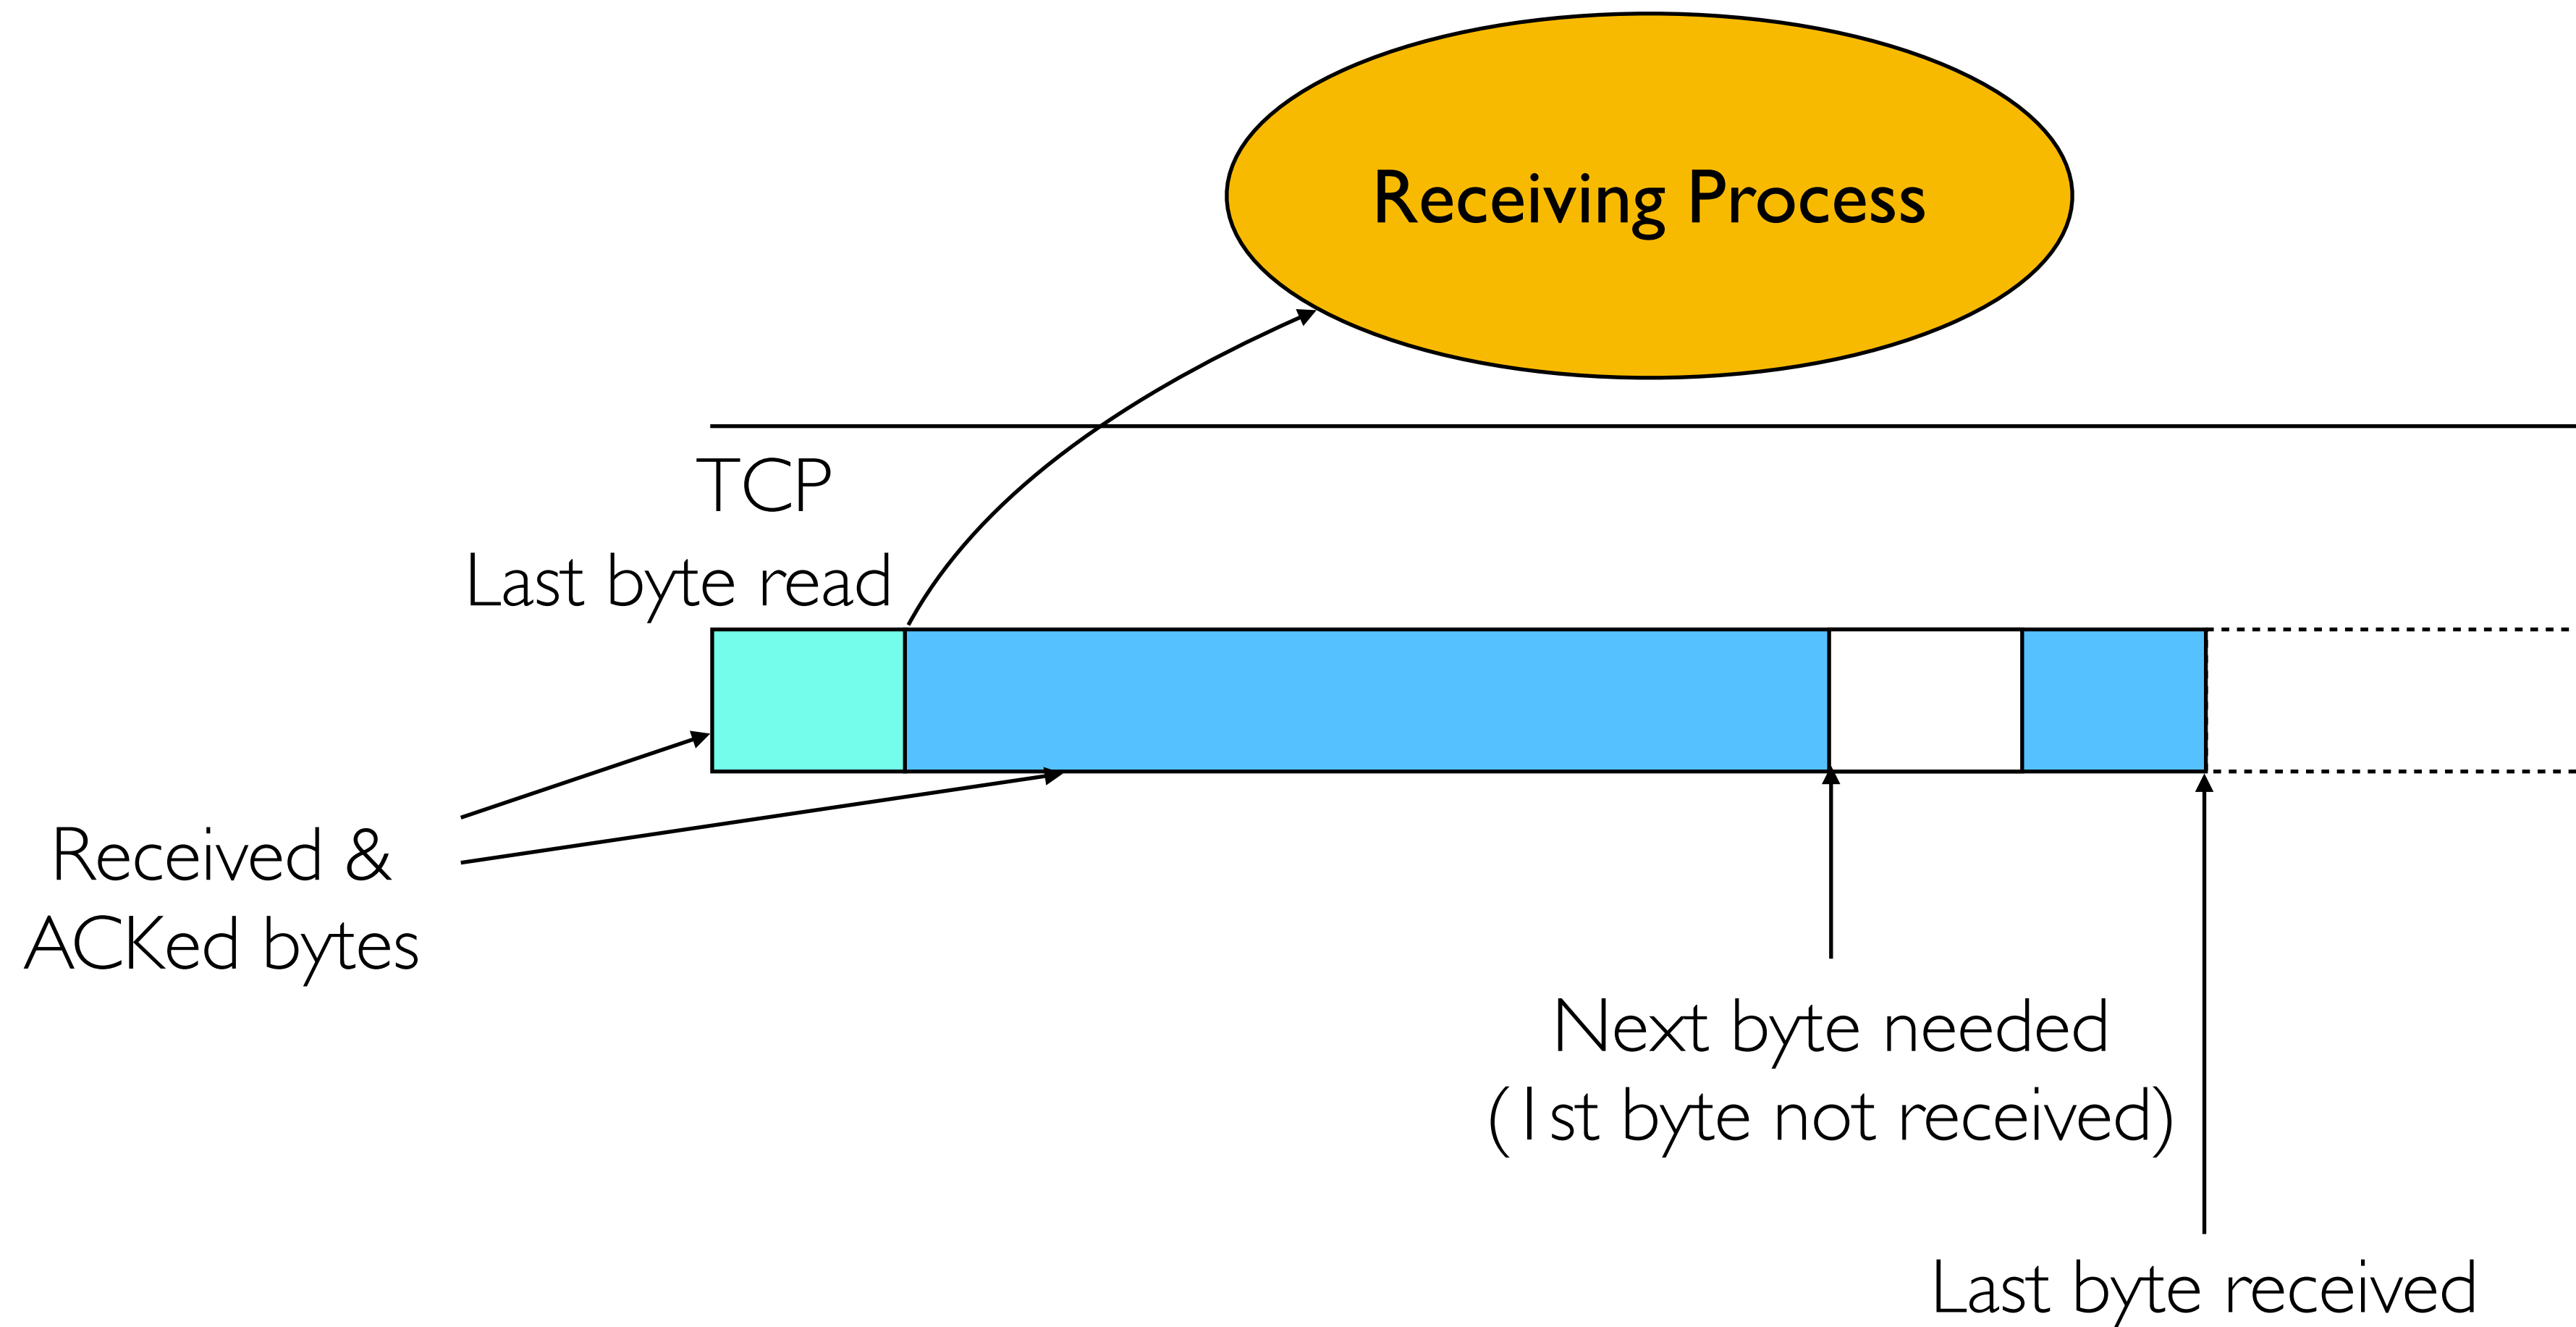 Receiving Process
TCP
Last byte read
Received &
ACKed bytes
Next byte needed
(1st byte not received)
Last byte received